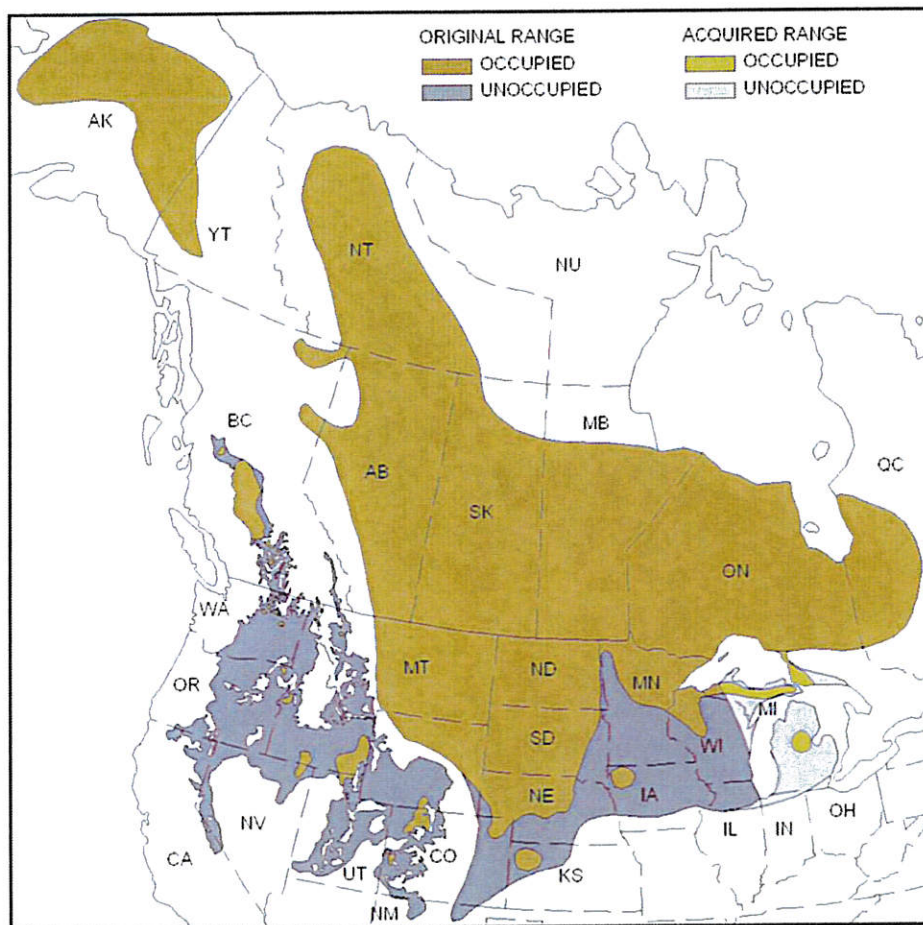 ORIGINAL RANGE
ACQUIRED RANGE
OCCUPIED
OCCUPIED
UNOCCUPIED
UNOCCUPIED
AK
YT
NT
NU
BC
MB
QC
AB
SK
ON
WA
MT
ND
MN
OR
MI
SD
WI
NE
IA
NV
IL
IN
OH
CA
CO
UT
KS
NM